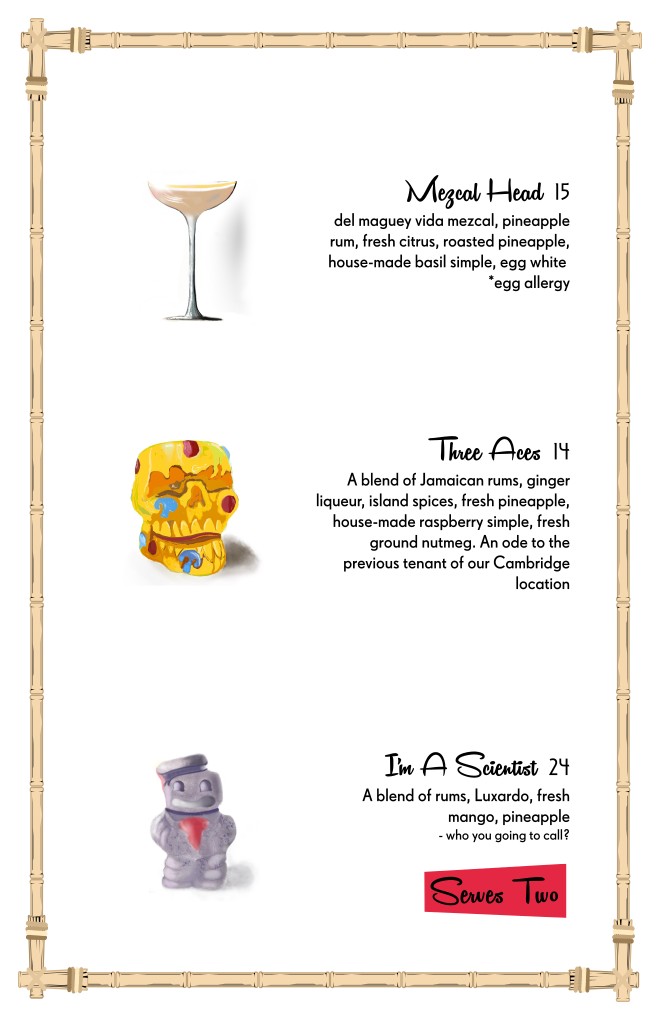 Mezcal Head 15
del maguey vida mezcal, pineapple
rum, fresh citrus, roasted pineapple,
house-made basil simple, egg white
*egg allergy
Three Aces 14
A blend of Jamaican rums, ginger
liqueur, island spices, fresh pineapple,
house-made raspberry simple, fresh
ground nutmeg. An ode to the
previous tenant of our Cambridge
location
I'm A Scientist 24
A blend of rums, Luxardo, fresh
mango, pineapple
- who you going to call?
Serves Two